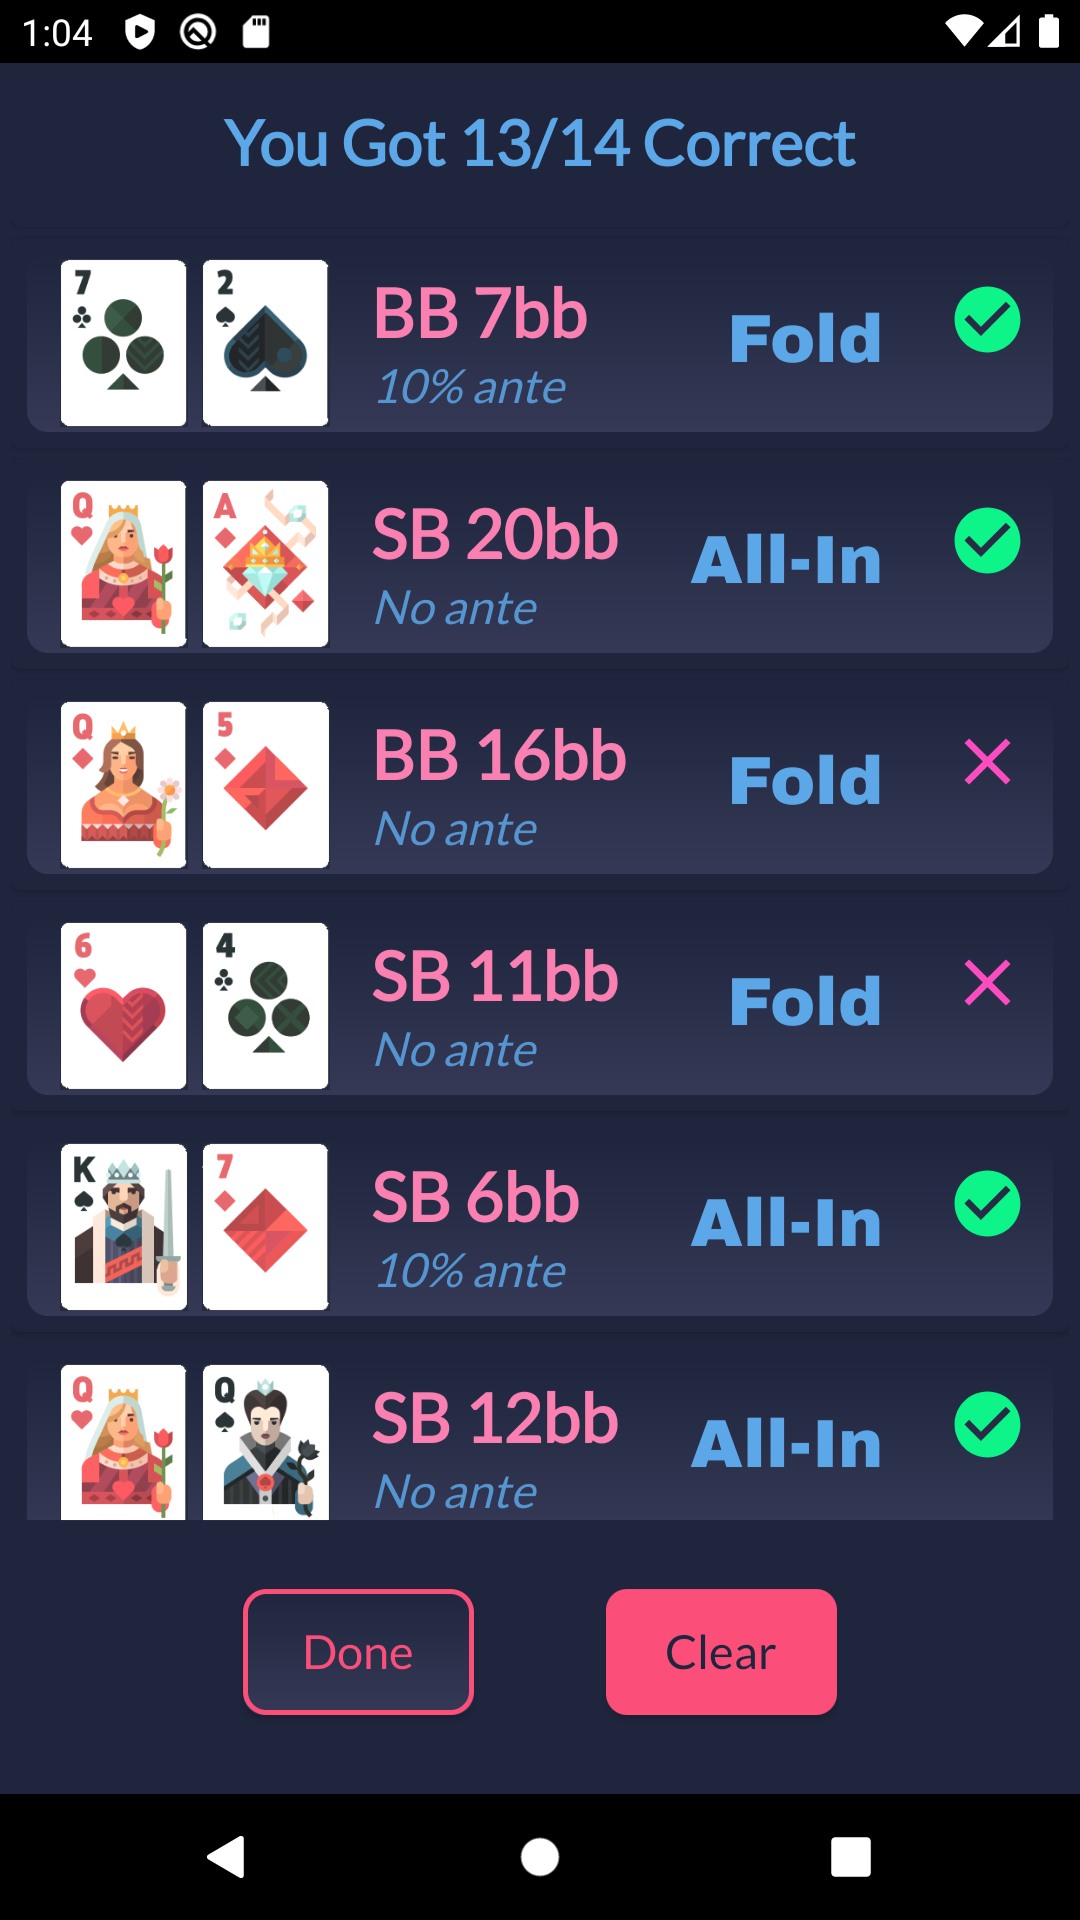 1:04
You Got 13/14 Correct
7 2 BB 7bb Fold
10% ante
Q A SB 20bb All-In
No ante
Q 5 BB 16bb Fold
No ante
6 4 SB 11bb Fold
No ante
K 7 SB 6bb All-In
10% ante
Q Q SB 12bb All-In
No ante
Done Clear